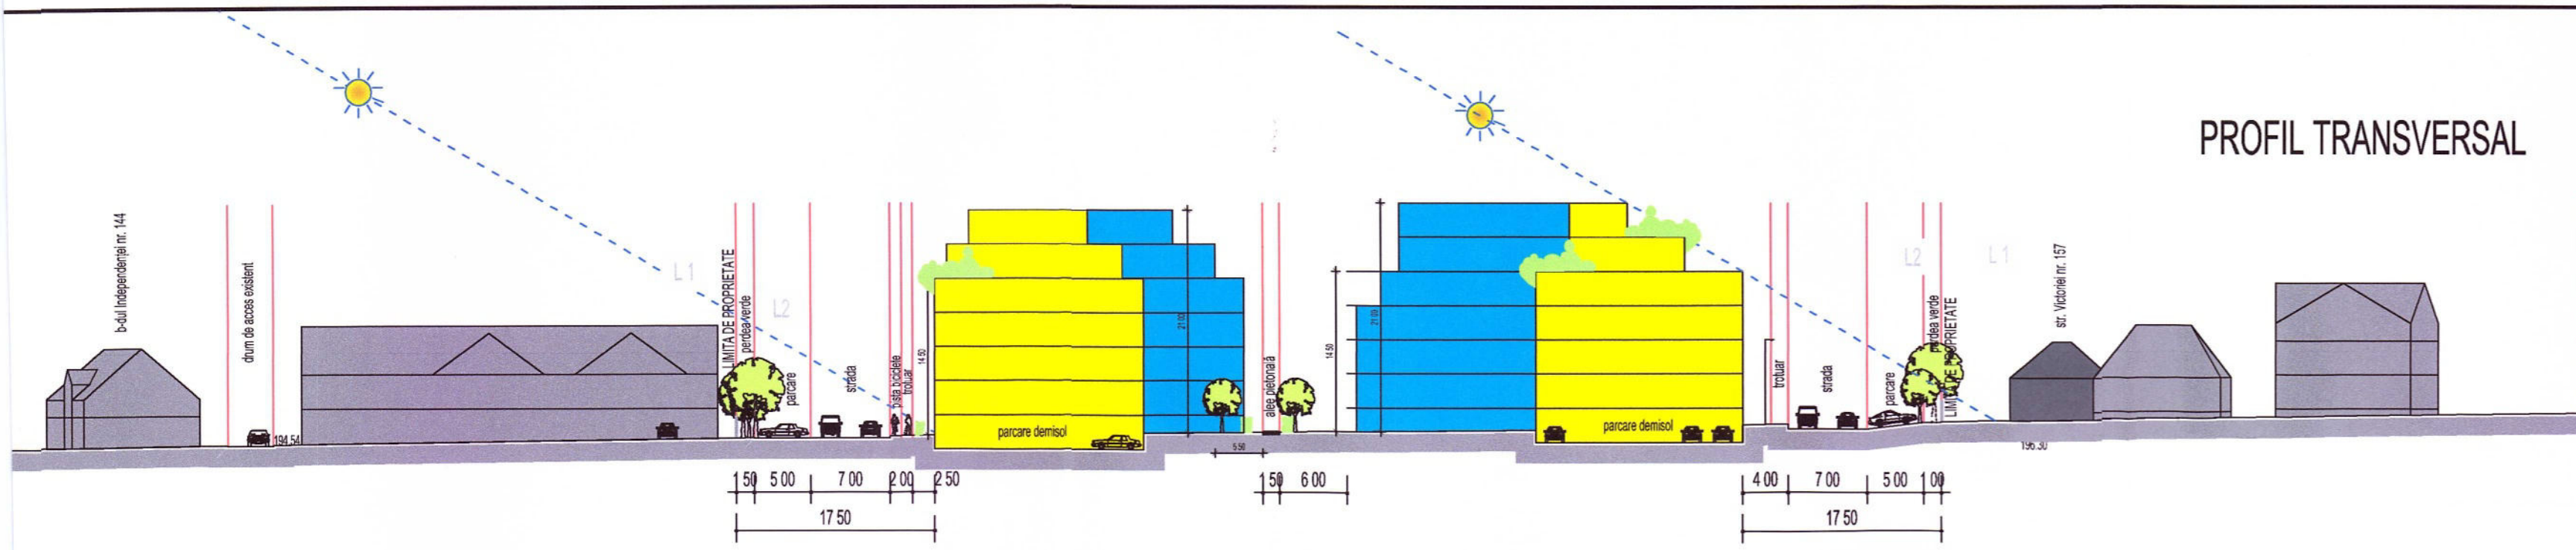 PROFIL TRANSVERSAL
b-dul Independenței nr. 144
drum de acces existent
194.54
L1
LIMITA DE PROPRIETATE
perdea verde
L2
parcare
strada
pista biciclete
trotuar
14 50
parcare demisol
21 00
alee pietonală
14 50
21 00
parcare demisol
trotuar
strada
parcare
L2
perdea verde
LIMITA DE PROPRIETATE
L1
str. Victoriei nr. 157
196.30
5 50
1 50 5 00 7 00 2 00 2 50
17 50
1 50 6 00
4 00 7 00 5 00 1 00
17 50